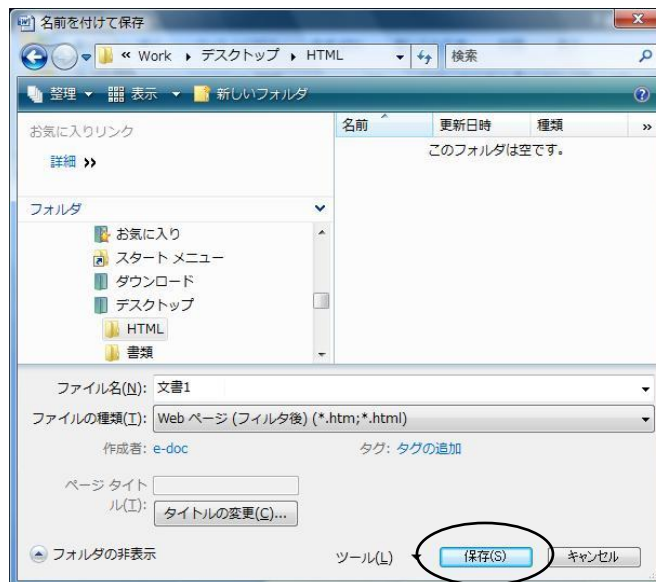 名前を付けて保存
« Work ▸ デスクトップ ▸ HTML
検索
整理 ▼ 表示 ▼ 新しいフォルダ
お気に入りリンク
詳細 »
名前 更新日時 種類 »
このフォルダは空です。
フォルダ
お気に入り
スタート メニュー
ダウンロード
デスクトップ
HTML
書類
ファイル名(N): 文書1
ファイルの種類(T): Web ページ (フィルタ後) (*.htm;*.html)
作成者: e-doc タグ: タグの追加
ページ タイト
ル(I):
タイトルの変更(C)...
フォルダの非表示 ツール(L) 保存(S) キャンセル